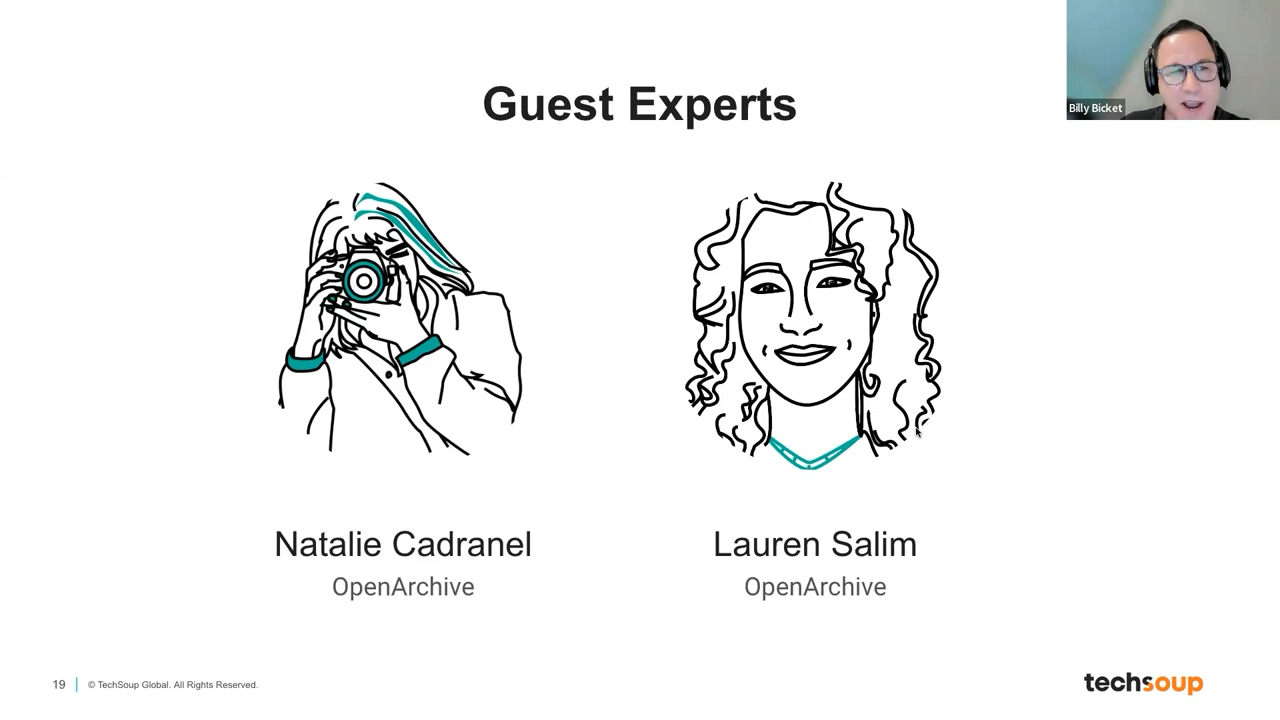 Guest Experts
Billy Bicket
Natalie Cadranel
OpenArchive
Lauren Salim
OpenArchive
19
© TechSoup Global. All Rights Reserved.
techsoup